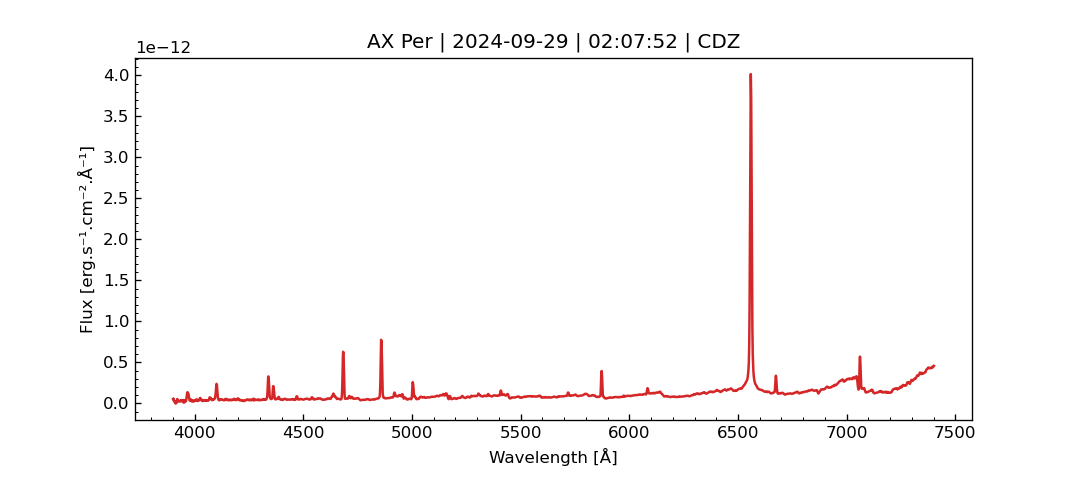 AX Per | 2024-09-29 | 02:07:52 | CDZ
1e−12
4.0
3.5
3.0
2.5
2.0
1.5
1.0
0.5
0.0
Flux [erg.s⁻¹.cm⁻².Å⁻¹]
4000 4500 5000 5500 6000 6500 7000 7500
Wavelength [Å]